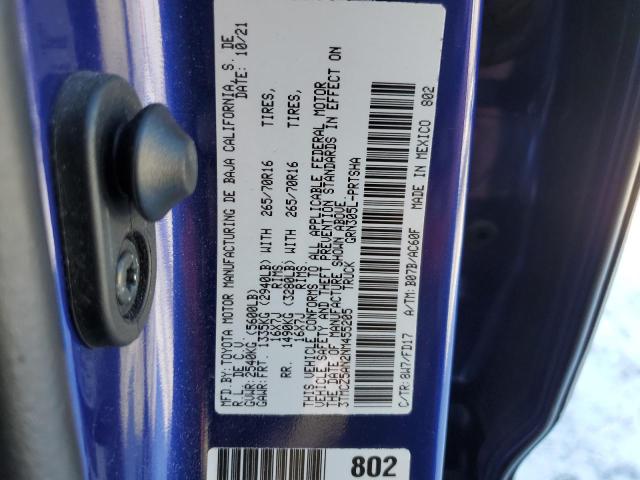 MFD. BY: TOYOTA MOTOR MANUFACTURING DE BAJA CALIFORNIA, S. DE
R.L. DE C.V. DATE: 10/21
GVWR: 2540KG (5600LB)
GAWR: FRT. 1335KG (2940LB) WITH 265/70R16 TIRES,
16X7J RIMS
RR. 1490KG (3280LB) WITH 265/70R16 TIRES,
16X7J RIMS.
THIS VEHICLE CONFORMS TO ALL APPLICABLE FEDERAL MOTOR
VEHICLE SAFETY AND THEFT PREVENTION STANDARDS IN EFFECT ON
THE DATE OF MANUFACTURE SHOWN ABOVE.
3TMCZ5AN2NM455205 TRUCK GRN305L-PRTSHA
C/TR: 8W7/FD17 A/TM: B07B/AC60F MADE IN MEXICO 802
802